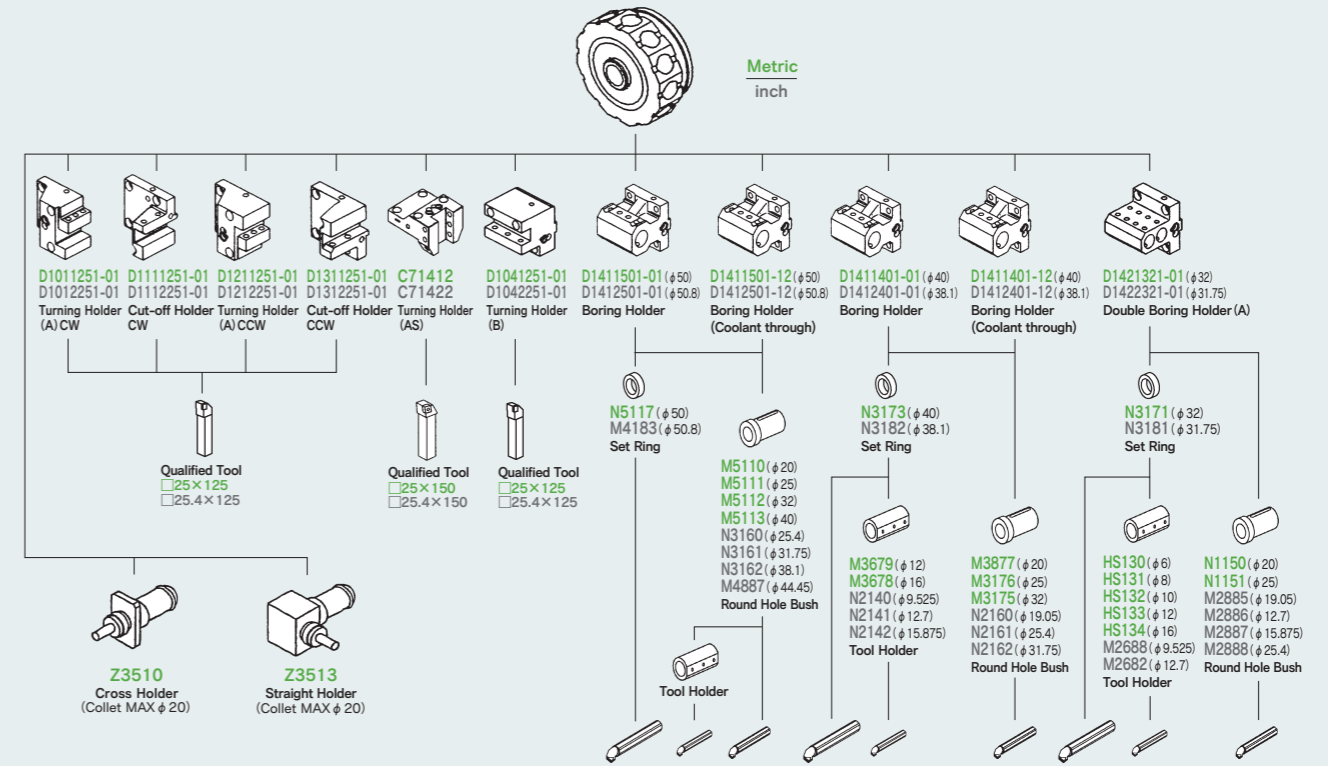 Metric
inch
D1011251-01
D1012251-01
Turning Holder
(A) CW
D1111251-01
D1112251-01
Cut-off Holder
CW
D1211251-01
D1212251-01
Turning Holder
(A) CCW
D1311251-01
D1312251-01
Cut-off Holder
CCW
C71412
C71422
Turning Holder
(AS)
D1041251-01
D1042251-01
Turning Holder
(B)
D1411501-01(φ50)
D1412501-01(φ50.8)
Boring Holder
D1411501-12(φ50)
D1412501-12(φ50.8)
Boring Holder
(Coolant through)
D1411401-01(φ40)
D1412401-01(φ38.1)
Boring Holder
D1411401-12(φ40)
D1412401-12(φ38.1)
Boring Holder
(Coolant through)
D1421321-01(φ32)
D1422321-01(φ31.75)
Double Boring Holder(A)
Qualified Tool
□25×125
□25.4×125
Qualified Tool
□25×150
□25.4×150
Qualified Tool
□25×125
□25.4×125
N5117(φ50)
M4183(φ50.8)
Set Ring
M5110(φ20)
M5111(φ25)
M5112(φ32)
M5113(φ40)
N3160(φ25.4)
N3161(φ31.75)
N3162(φ38.1)
M4887(φ44.45)
Round Hole Bush
Tool Holder
N3173(φ40)
N3182(φ38.1)
Set Ring
M3679(φ12)
M3678(φ16)
N2140(φ9.525)
N2141(φ12.7)
N2142(φ15.875)
Tool Holder
M3877(φ20)
M3176(φ25)
M3175(φ32)
N2160(φ19.05)
N2161(φ25.4)
N2162(φ31.75)
Round Hole Bush
N3171(φ32)
N3181(φ31.75)
Set Ring
HS130(φ6)
HS131(φ8)
HS132(φ10)
HS133(φ12)
HS134(φ16)
M2688(φ9.525)
M2682(φ12.7)
Tool Holder
N1150(φ20)
N1151(φ25)
M2885(φ19.05)
M2886(φ12.7)
M2887(φ15.875)
M2888(φ25.4)
Round Hole Bush
Z3510
Cross Holder
(Collet MAX φ20)
Z3513
Straight Holder
(Collet MAX φ20)